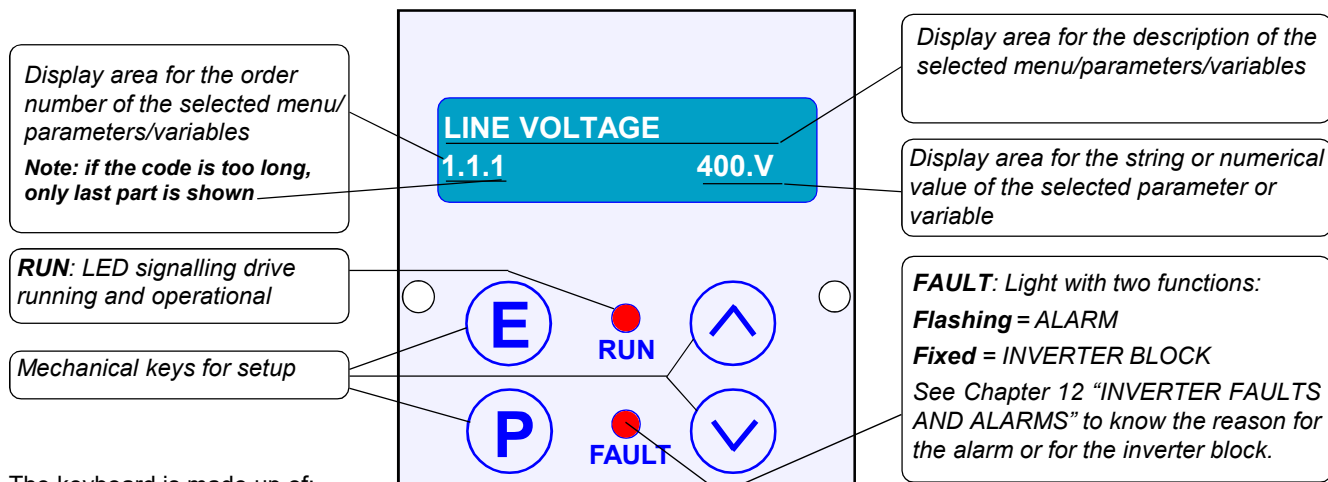 Display area for the order
number of the selected menu/
parameters/variables
Note: if the code is too long,
only last part is shown
RUN: LED signalling drive
running and operational
Mechanical keys for setup
The keyboard is made up of:
LINE VOLTAGE
1.1.1 400.V
E
RUN
P
FAULT
Display area for the description of the
selected menu/parameters/variables
Display area for the string or numerical
value of the selected parameter or
variable
FAULT: Light with two functions:
Flashing = ALARM
Fixed = INVERTER BLOCK
See Chapter 12 “INVERTER FAULTS
AND ALARMS” to know the reason for
the alarm or for the inverter block.